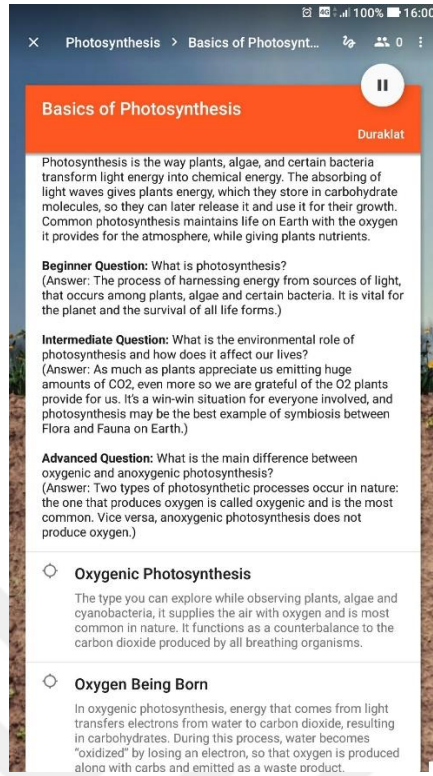 4G 100% 16:00
× Photosynthesis > Basics of Photosynt... 0
Basics of Photosynthesis
Duraklat
Photosynthesis is the way plants, algae, and certain bacteria
transform light energy into chemical energy. The absorbing of
light waves gives plants energy, which they store in carbohydrate
molecules, so they can later release it and use it for their growth.
Common photosynthesis maintains life on Earth with the oxygen
it provides for the atmosphere, while giving plants nutrients.
Beginner Question: What is photosynthesis?
(Answer: The process of harnessing energy from sources of light,
that occurs among plants, algae and certain bacteria. It is vital for
the planet and the survival of all life forms.)
Intermediate Question: What is the environmental role of
photosynthesis and how does it affect our lives?
(Answer: As much as plants appreciate us emitting huge
amounts of CO2, even more so we are grateful of the O2 plants
provide for us. It's a win-win situation for everyone involved, and
photosynthesis may be the best example of symbiosis between
Flora and Fauna on Earth.)
Advanced Question: What is the main difference between
oxygenic and anoxygenic photosynthesis?
(Answer: Two types of photosynthetic processes occur in nature:
the one that produces oxygen is called oxygenic and is the most
common. Vice versa, anoxygenic photosynthesis does not
produce oxygen.)
Oxygenic Photosynthesis
The type you can explore while observing plants, algae and
cyanobacteria, it supplies the air with oxygen and is most
common in nature. It functions as a counterbalance to the
carbon dioxide produced by all breathing organisms.
Oxygen Being Born
In oxygenic photosynthesis, energy that comes from light
transfers electrons from water to carbon dioxide, resulting
in carbohydrates. During this process, water becomes
"oxidized" by losing an electron, so that oxygen is produced
along with carbs and emitted as a waste product.